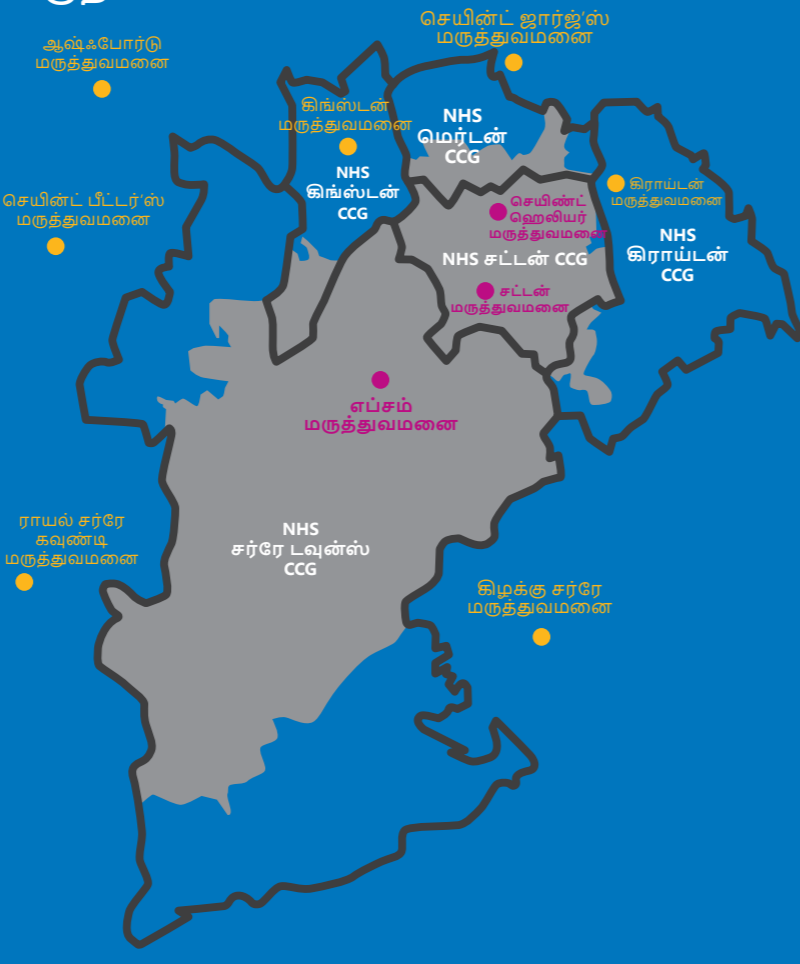 செயின்ட் ஜார்ஜ்'ஸ்
மருத்துவமனை
ஆஷ்ஃபோர்டு
மருத்துவமனை
கிங்ஸ்டன்
மருத்துவமனை
NHS
மெர்டன்
CCG
NHS
கிங்ஸ்டன்
CCG
கிராய்டன்
மருத்துவமனை
செயின்ட் பீட்டர்'ஸ்
மருத்துவமனை
செயிண்ட்
ஹெலியர்
மருத்துவமனை
NHS
கிராய்டன்
CCG
NHS சட்டன் CCG
சட்டன்
மருத்துவமனை
எப்சம்
மருத்துவமனை
ராயல் சர்ரே
கவுண்டி
மருத்துவமனை
NHS
சர்ரே டவுன்ஸ்
CCG
கிழக்கு சர்ரே
மருத்துவமனை